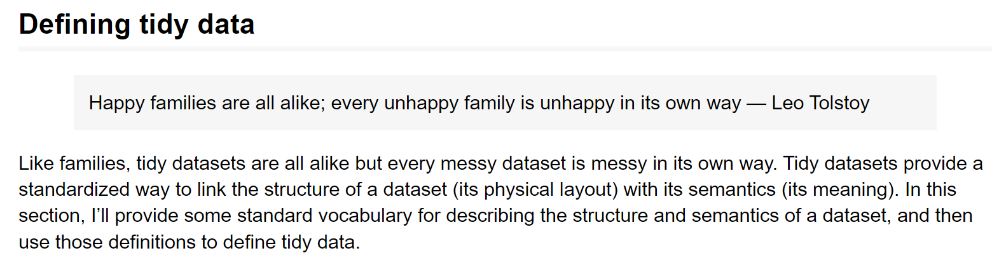 Defining tidy data
Happy families are all alike; every unhappy family is unhappy in its own way — Leo Tolstoy
Like families, tidy datasets are all alike but every messy dataset is messy in its own way. Tidy datasets provide a
standardized way to link the structure of a dataset (its physical layout) with its semantics (its meaning). In this
section, I’ll provide some standard vocabulary for describing the structure and semantics of a dataset, and then
use those definitions to define tidy data.